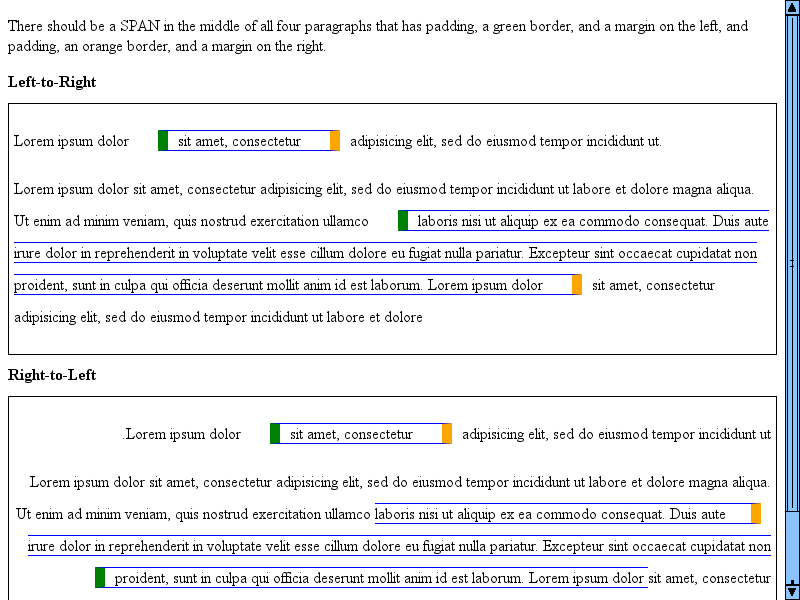 There should be a SPAN in the middle of all four paragraphs that has padding, a green border, and a margin on the left, and
padding, an orange border, and a margin on the right.
Left-to-Right
Lorem ipsum dolor sit amet, consectetur adipisicing elit, sed do eiusmod tempor incididunt ut.
Lorem ipsum dolor sit amet, consectetur adipisicing elit, sed do eiusmod tempor incididunt ut labore et dolore magna aliqua.
Ut enim ad minim veniam, quis nostrud exercitation ullamco laboris nisi ut aliquip ex ea commodo consequat. Duis aute
irure dolor in reprehenderit in voluptate velit esse cillum dolore eu fugiat nulla pariatur. Excepteur sint occaecat cupidatat non
proident, sunt in culpa qui officia deserunt mollit anim id est laborum. Lorem ipsum dolor sit amet, consectetur
adipisicing elit, sed do eiusmod tempor incididunt ut labore et dolore
Right-to-Left
.Lorem ipsum dolor sit amet, consectetur adipisicing elit, sed do eiusmod tempor incididunt ut
Lorem ipsum dolor sit amet, consectetur adipisicing elit, sed do eiusmod tempor incididunt ut labore et dolore magna aliqua.
Ut enim ad minim veniam, quis nostrud exercitation ullamco laboris nisi ut aliquip ex ea commodo consequat. Duis aute
irure dolor in reprehenderit in voluptate velit esse cillum dolore eu fugiat nulla pariatur. Excepteur sint occaecat cupidatat non
proident, sunt in culpa qui officia deserunt mollit anim id est laborum. Lorem ipsum dolor sit amet, consectetur